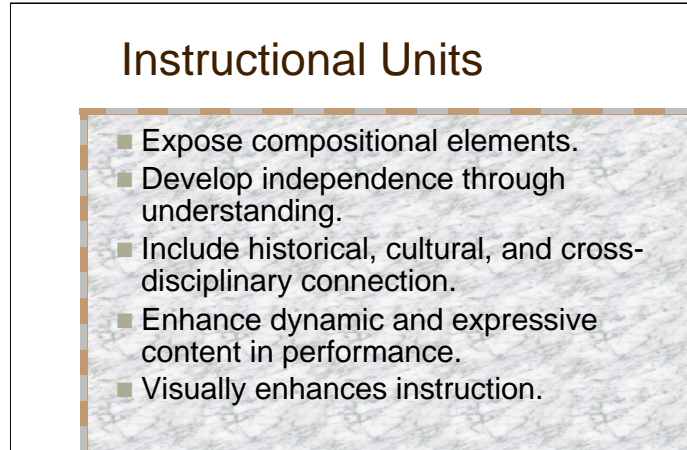 Instructional Units
Expose compositional elements.
Develop independence through
understanding.
Include historical, cultural, and cross-
disciplinary connection.
Enhance dynamic and expressive
content in performance.
Visually enhances instruction.